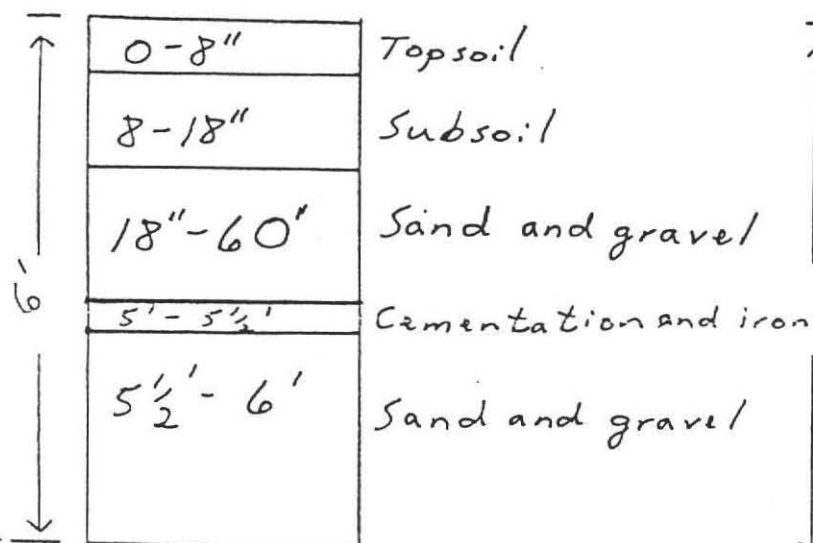 0-8" Topsoil
8-18" Subsoil
18"-60" Sand and gravel
5'-5½' Cementation and iron
5½'-6' Sand and gravel
6'